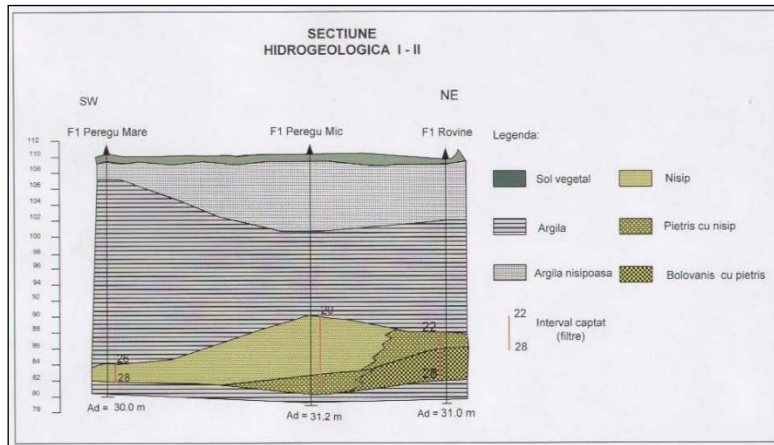 SECTIUNE
HIDROGEOLOGICA I - II
SW
NE
F1 Peregu Mare
F1 Peregu Mic
F1 Rovine
Legenda:
112
110
108
106
104
102
100
98
96
94
92
90
88
86
84
82
80
78
Sol vegetal
Nisip
Argila
Pietris cu nisip
Argila nisipoasa
Bolovanis cu pietris
22
28
Interval captat
(filtre)
20
22
26
28
28
Ad = 30.0 m
Ad = 31.2 m
Ad = 31.0 m